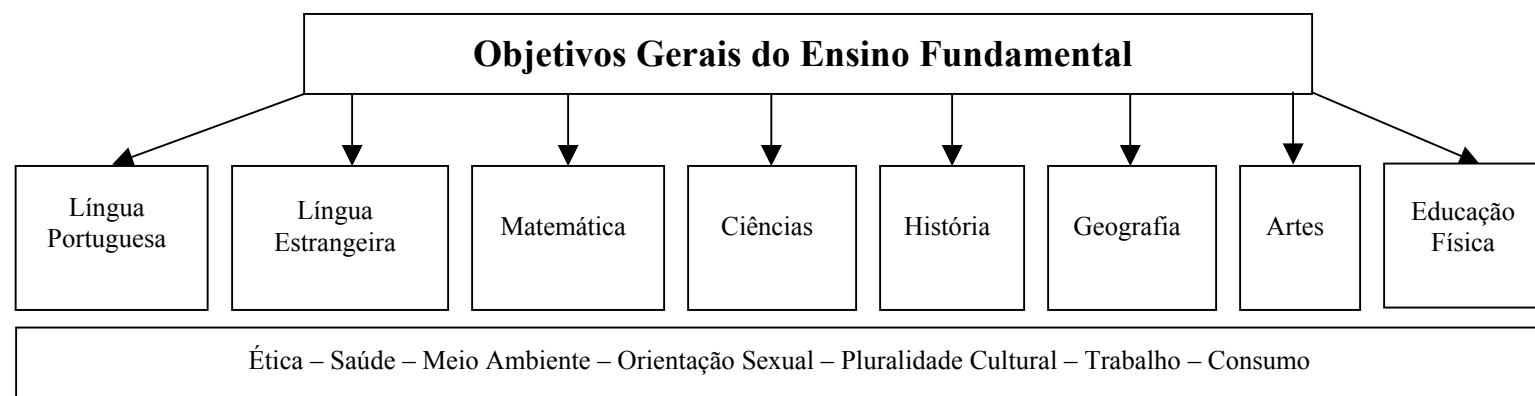 Objetivos Gerais do Ensino Fundamental
Língua
Portuguesa
Língua
Estrangeira
Matemática
Ciências
História
Geografia
Artes
Educação
Física
Ética – Saúde – Meio Ambiente – Orientação Sexual – Pluralidade Cultural – Trabalho – Consumo